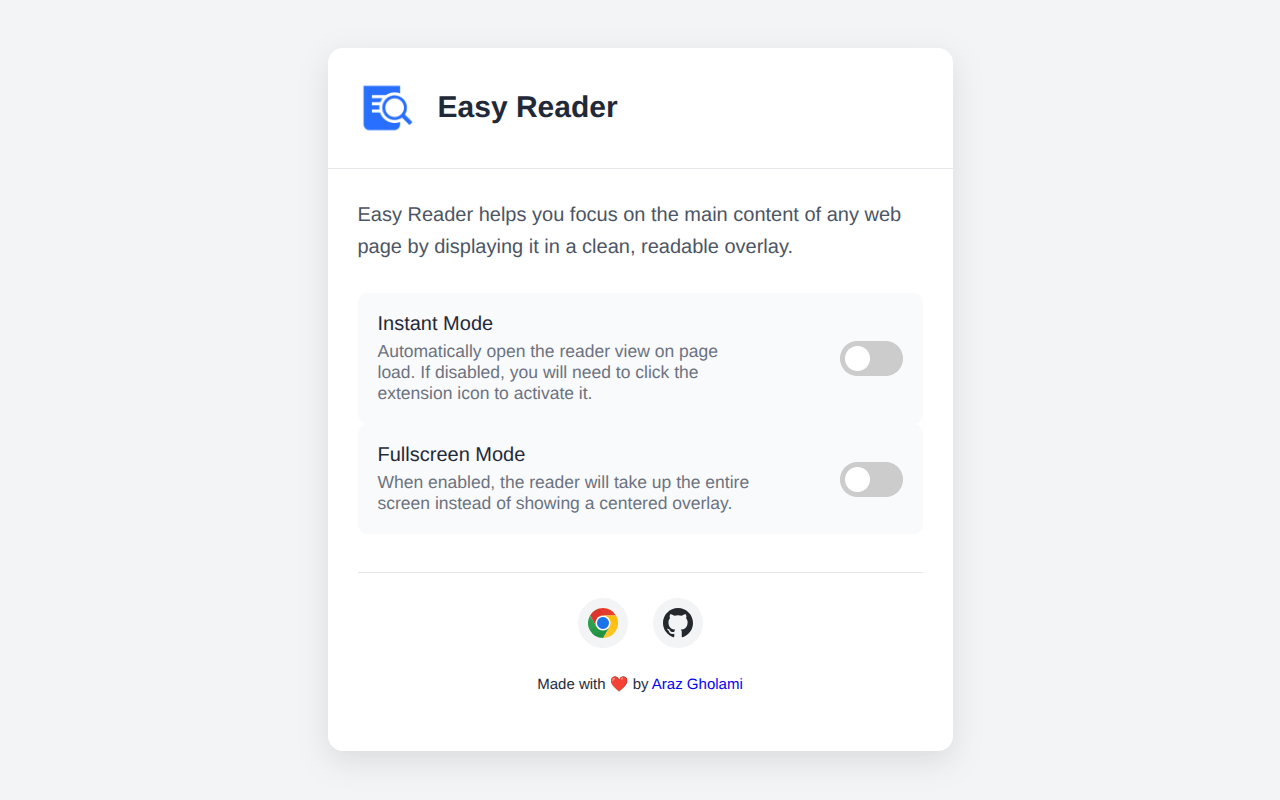 Easy Reader
Easy Reader helps you focus on the main content of any web
page by displaying it in a clean, readable overlay.
Instant Mode
Automatically open the reader view on page
load. If disabled, you will need to click the
extension icon to activate it.
Fullscreen Mode
When enabled, the reader will take up the entire
screen instead of showing a centered overlay.
Made with ❤️ by Araz Gholami